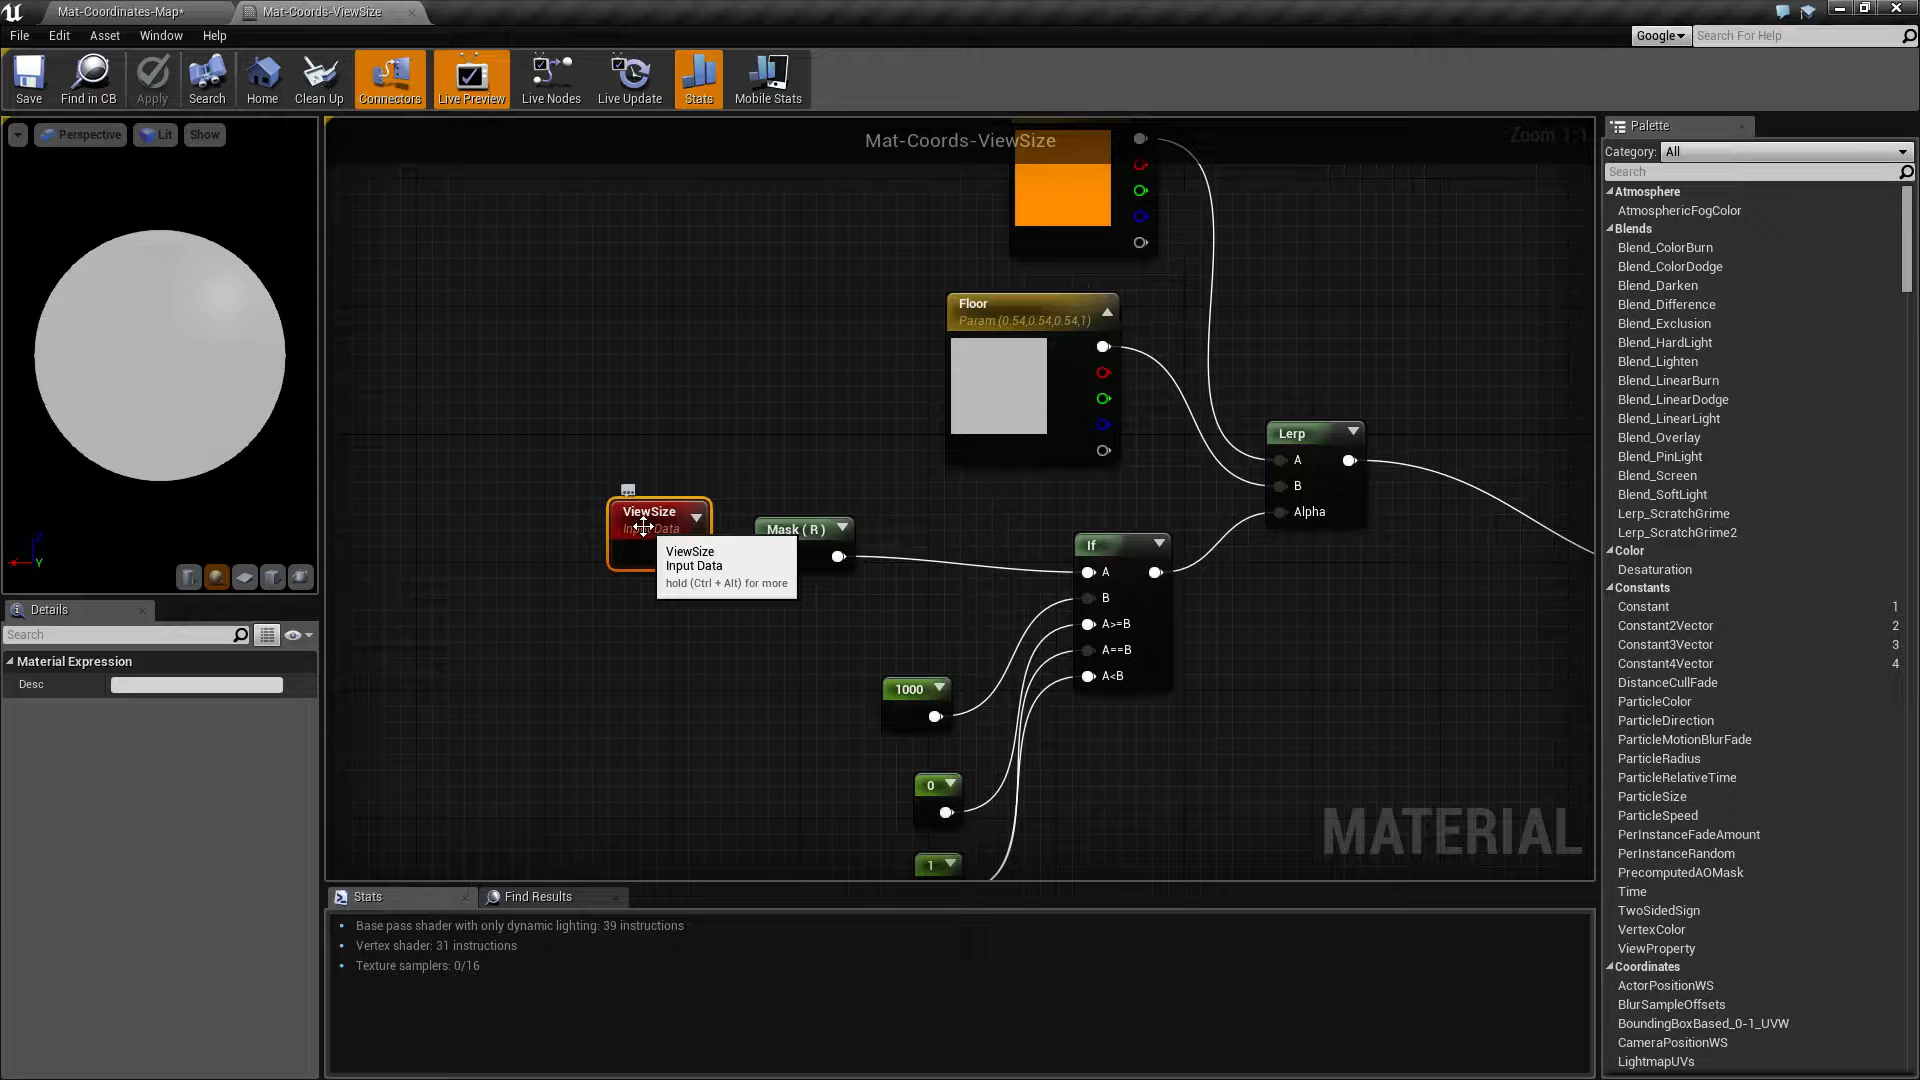 Mat-Coordinates-Map*
Mat-Coords-ViewSize
File
Edit
Asset
Window
Help
Google
Search For Help
Save
Find in CB
Apply
Search
Home
Clean Up
Connectors
Live Preview
Live Nodes
Live Update
Stats
Mobile Stats
Perspective
Lit
Show
Mat-Coords-ViewSize
Zoom 1:1
Floor
Param (0.54,0.54,0.54,1)
Lerp
A
B
Alpha
ViewSize
Input Data
Mask ( R )
ViewSize
Input Data
hold (Ctrl + Alt) for more
If
A
B
A>=B
A==B
A<B
1000
0
1
MATERIAL
Z
Y
Details
Search
Material Expression
Desc
Stats
Find Results
Base pass shader with only dynamic lighting: 39 instructions
Vertex shader: 31 instructions
Texture samplers: 0/16
Palette
Category: All
Search
Atmosphere
AtmosphericFogColor
Blends
Blend_ColorBurn
Blend_ColorDodge
Blend_Darken
Blend_Difference
Blend_Exclusion
Blend_HardLight
Blend_Lighten
Blend_LinearBurn
Blend_LinearDodge
Blend_LinearLight
Blend_Overlay
Blend_PinLight
Blend_Screen
Blend_SoftLight
Lerp_ScratchGrime
Lerp_ScratchGrime2
Color
Desaturation
Constants
Constant 1
Constant2Vector 2
Constant3Vector 3
Constant4Vector 4
DistanceCullFade
ParticleColor
ParticleDirection
ParticleMotionBlurFade
ParticleRadius
ParticleRelativeTime
ParticleSize
ParticleSpeed
PerInstanceFadeAmount
PerInstanceRandom
PrecomputedAOMask
Time
TwoSidedSign
VertexColor
ViewProperty
Coordinates
ActorPositionWS
BlurSampleOffsets
BoundingBoxBased_0-1_UVW
CameraPositionWS
LightmapUVs